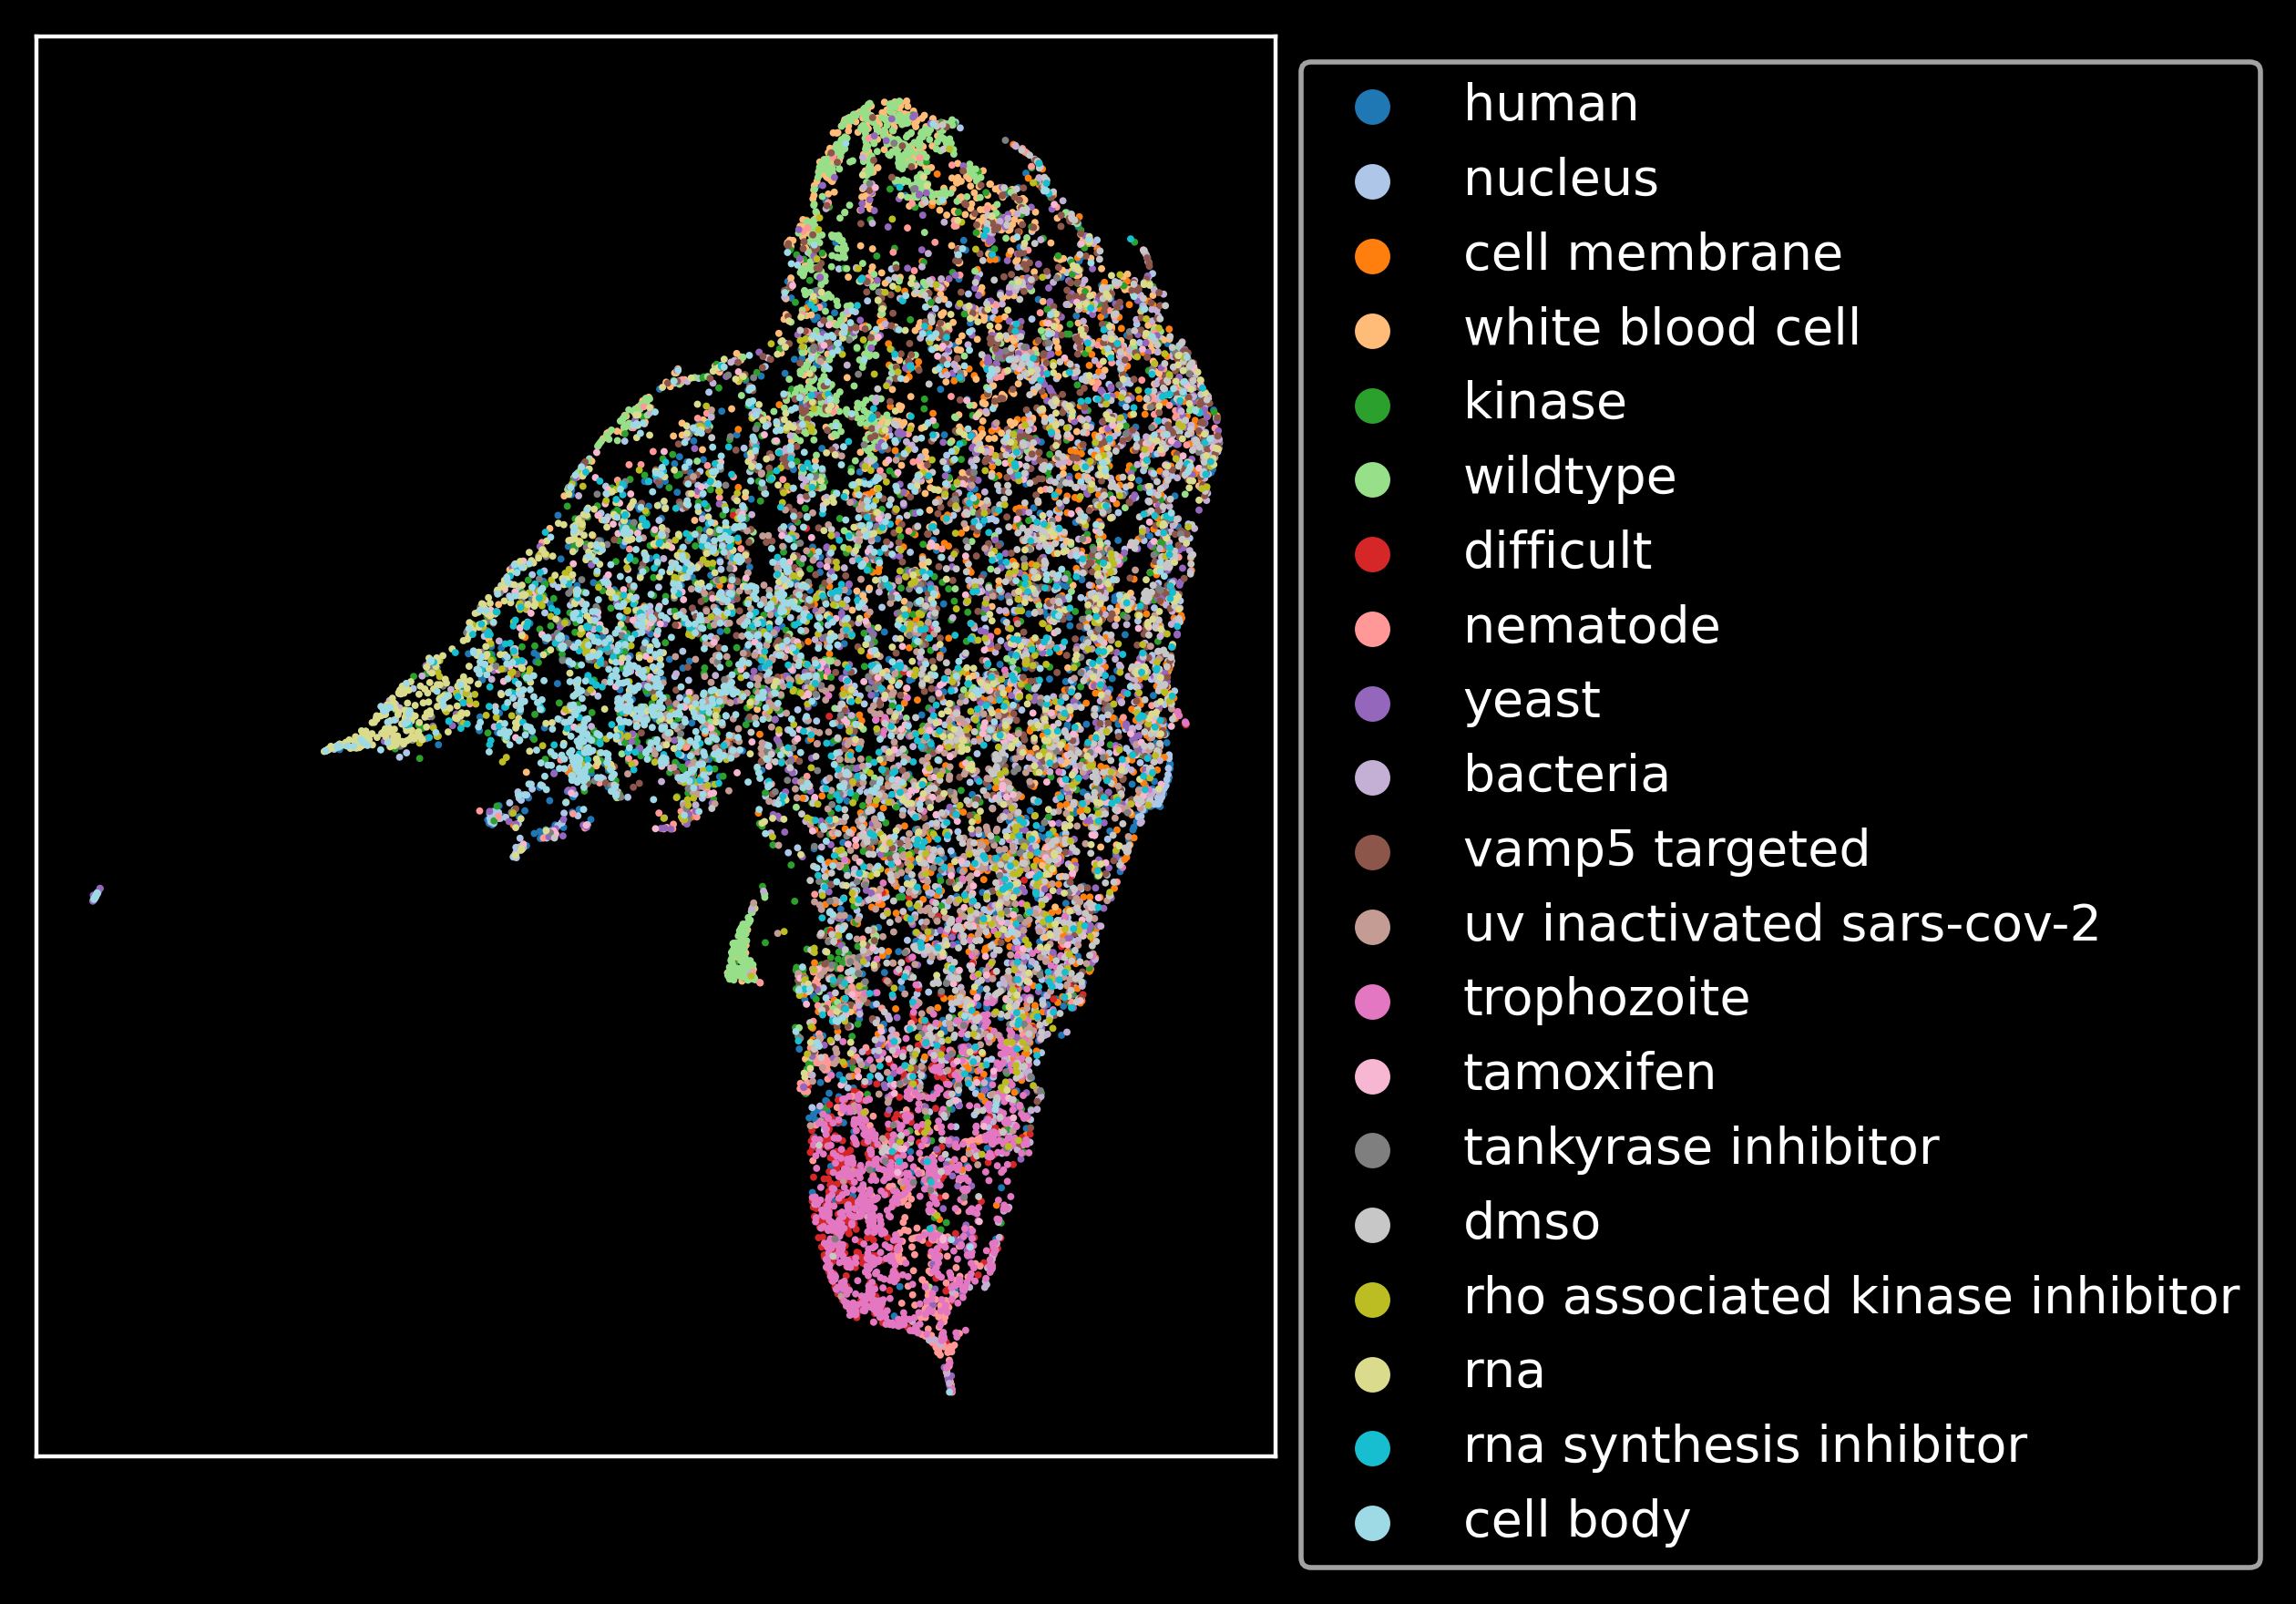 human
nucleus
cell membrane
white blood cell
kinase
wildtype
difficult
nematode
yeast
bacteria
vamp5 targeted
uv inactivated sars-cov-2
trophozoite
tamoxifen
tankyrase inhibitor
dmso
rho associated kinase inhibitor
rna
rna synthesis inhibitor
cell body